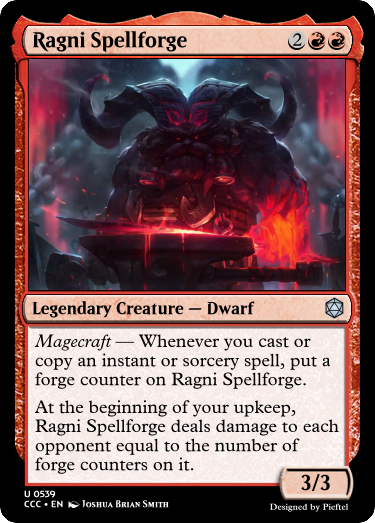 Ragni Spellforge 2
Legendary Creature — Dwarf
Magecraft — Whenever you cast or
copy an instant or sorcery spell, put a
forge counter on Ragni Spellforge.
At the beginning of your upkeep,
Ragni Spellforge deals damage to each
opponent equal to the number of
forge counters on it.
3/3
U 0539
CCC • EN Joshua Brian Smith
Designed by Pieftel